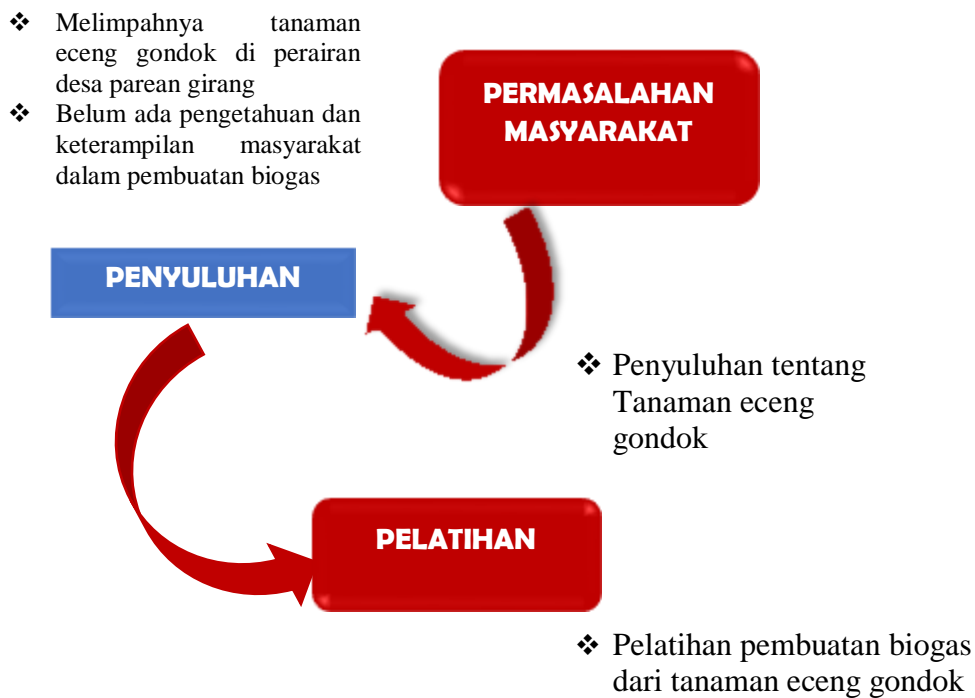 ❖ Melimpahnya tanaman
eceng gondok di perairan
desa parean girang
❖ Belum ada pengetahuan dan
keterampilan masyarakat
dalam pembuatan biogas
PERMASALAHAN
MASYARAKAT
PENYULUHAN
❖ Penyuluhan tentang
Tanaman eceng
gondok
PELATIHAN
❖ Pelatihan pembuatan biogas
dari tanaman eceng gondok